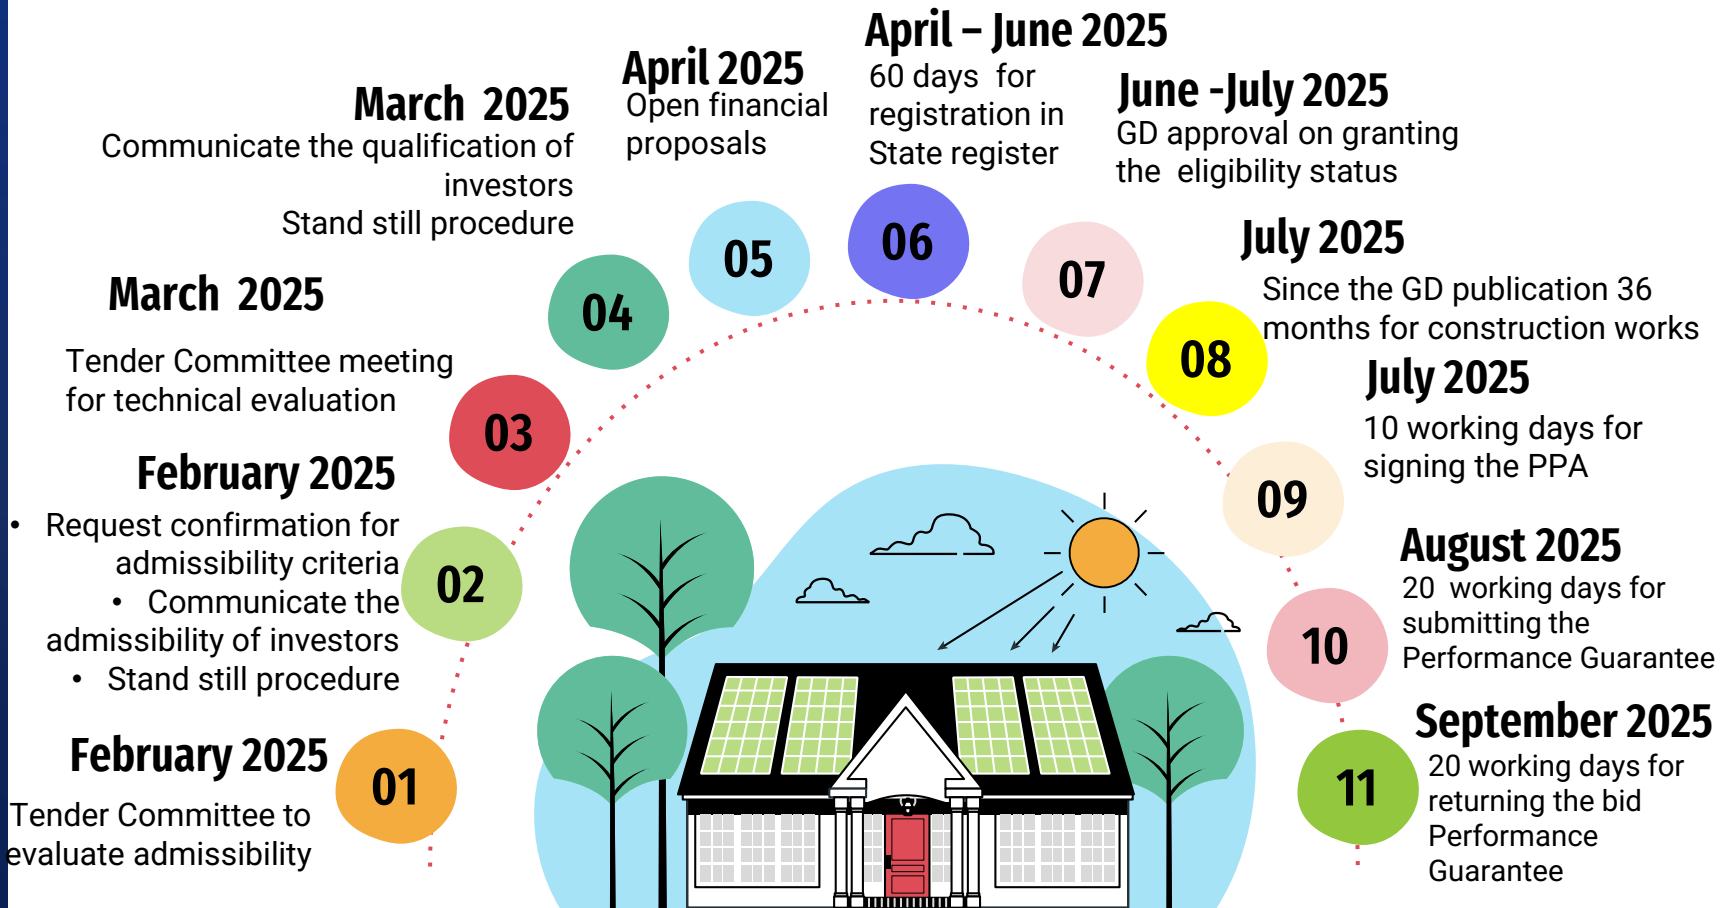 February 2025
01
Tender Committee to
evaluate admissibility
February 2025
• Request confirmation for
admissibility criteria
• Communicate the
admissibility of investors
• Stand still procedure
02
March 2025
Tender Committee meeting
for technical evaluation
03
March 2025
Communicate the qualification of
investors
Stand still procedure
04
April 2025
Open financial
proposals
05
April – June 2025
60 days for
registration in
State register
06
June -July 2025
GD approval on granting
the eligibility status
07
July 2025
Since the GD publication 36
months for construction works
08
July 2025
10 working days for
signing the PPA
09
August 2025
20 working days for
submitting the
Performance Guarantee
10
September 2025
20 working days for
returning the bid
Performance
Guarantee
11